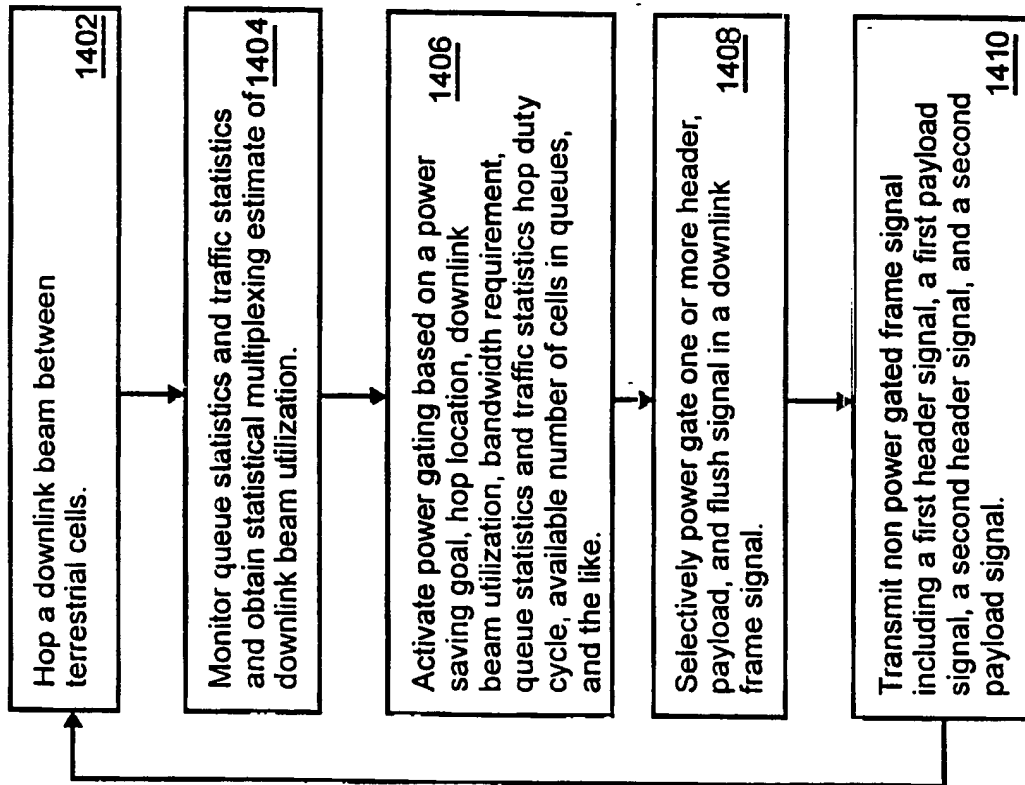 Hop a downlink beam between
terrestrial cells.
1402
Monitor queue statistics and traffic statistics
and obtain statistical multiplexing estimate of 1404
downlink beam utilization.
Activate power gating based on a power
saving goal, hop location, downlink 1406
beam utilization, bandwidth requirement,
queue statistics and traffic statistics hop duty
cycle, available number of cells in queues,
and the like.
Selectively power gate one or more header,
payload, and flush signal in a downlink
frame signal. 1408
Transmit non power gated frame signal
including a first header signal, a first payload
signal, a second header signal, and a second
payload signal. 1410